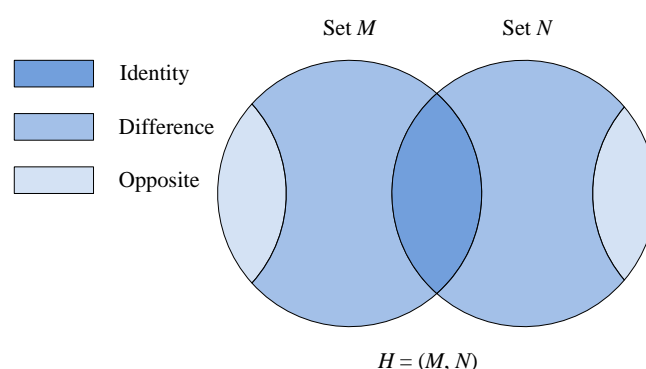 Set M
Set N
Identity
Difference
Opposite
H = (M, N)